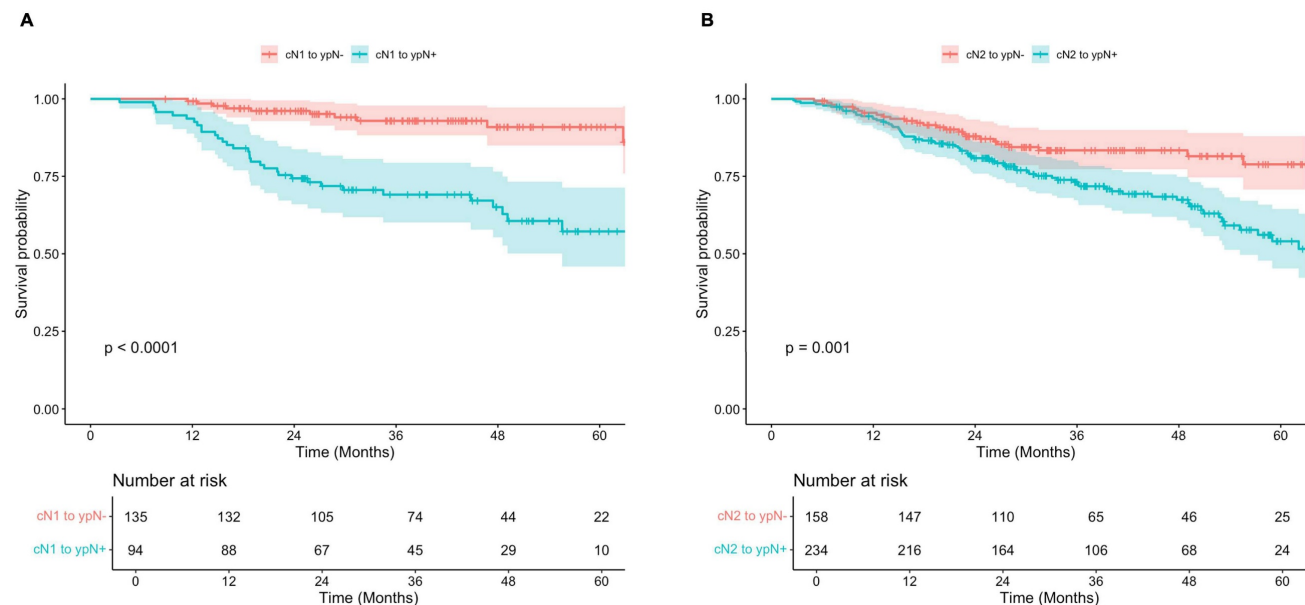 A
cN1 to ypN- cN1 to ypN+
1.00
0.75
0.50
0.25
0.00
Survival probability
p < 0.0001
0 12 24 36 48 60
Time (Months)
Number at risk
cN1 to ypN- 135 132 105 74 44 22
cN1 to ypN+ 94 88 67 45 29 10
0 12 24 36 48 60
Time (Months)
B
cN2 to ypN- cN2 to ypN+
1.00
0.75
0.50
0.25
0.00
Survival probability
p = 0.001
0 12 24 36 48 60
Time (Months)
Number at risk
cN2 to ypN- 158 147 110 65 46 25
cN2 to ypN+ 234 216 164 106 68 24
0 12 24 36 48 60
Time (Months)